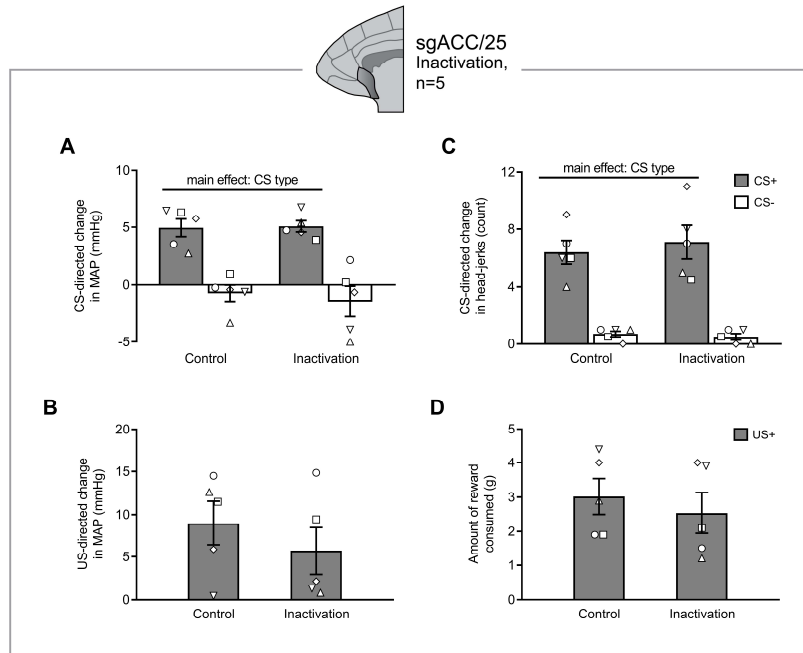 sgACC/25
Inactivation,
n=5
A
CS-directed change
in MAP (mmHg)
10
5
0
-5
main effect: CS type
Control
Inactivation
C
CS-directed change
in head-jerks (count)
12
8
4
0
main effect: CS type
CS+
CS-
Control
Inactivation
B
US-directed change
in MAP (mmHg)
20
15
10
5
0
Control
Inactivation
D
Amount of reward
consumed (g)
5
4
3
2
1
0
US+
Control
Inactivation